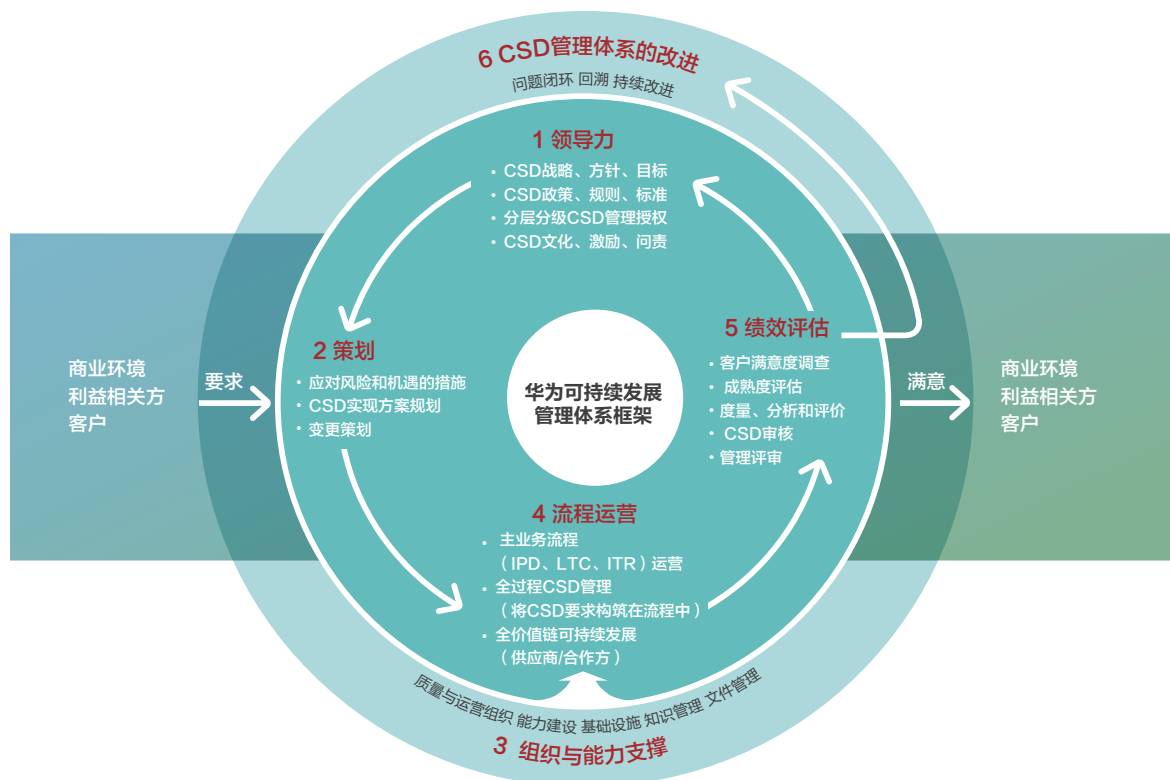 6 CSD管理体系的改进
问题闭环 回溯 持续改进
1 领导力
· CSD战略、方针、目标
· CSD政策、规则、标准
· 分层分级CSD管理授权
· CSD文化、激励、问责
商业环境
利益相关方
客户
要求
2 策划
· 应对风险和机遇的措施
· CSD实现方案规划
· 变更策划
华为可持续发展
管理体系框架
5 绩效评估
· 客户满意度调查
· 成熟度评估
· 度量、分析和评价
· CSD审核
· 管理评审
满意
商业环境
利益相关方
客户
4 流程运营
· 主业务流程
（IPD、LTC、ITR）运营
· 全过程CSD管理
（将CSD要求构筑在流程中）
· 全价值链可持续发展
（供应商/合作方）
质量与运营组织 能力建设 基础设施 知识管理 文件管理
3 组织与能力支撑